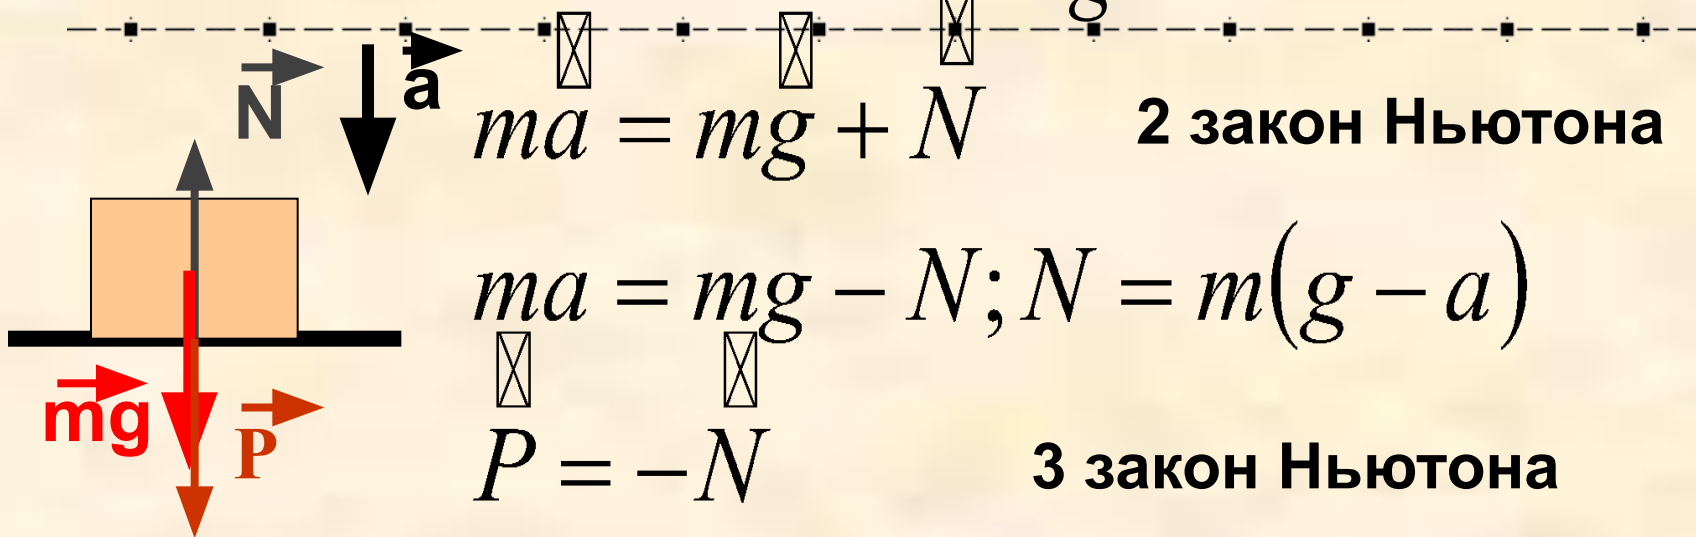 g
N a
ma = mg + N 2 закон Ньютона
ma = mg − N; N = m(g − a)
mg P
P = −N 3 закон Ньютона